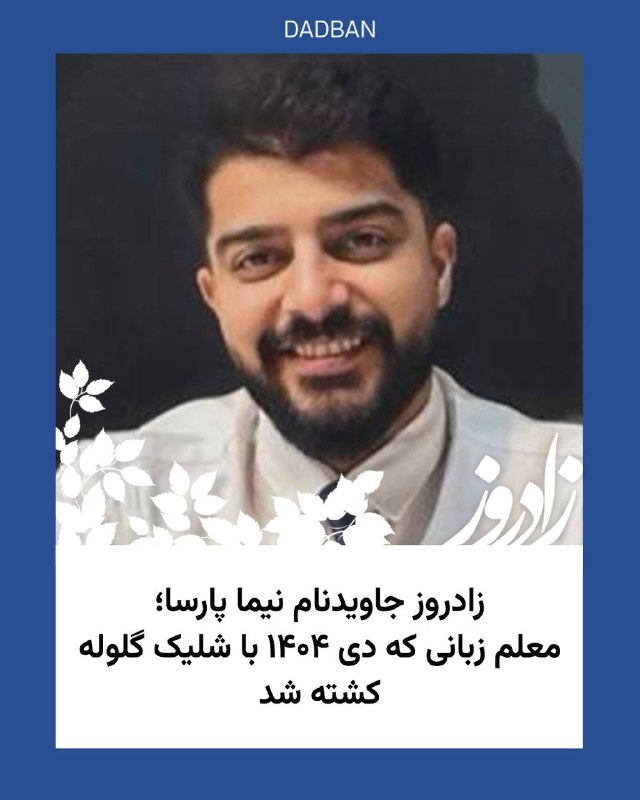 DADBAN
زادروز
زادروز جاویدنام نیما پارسا؛
معلم زبانی که دی ۱۴۰۴ با شلیک گلوله
کشته شد